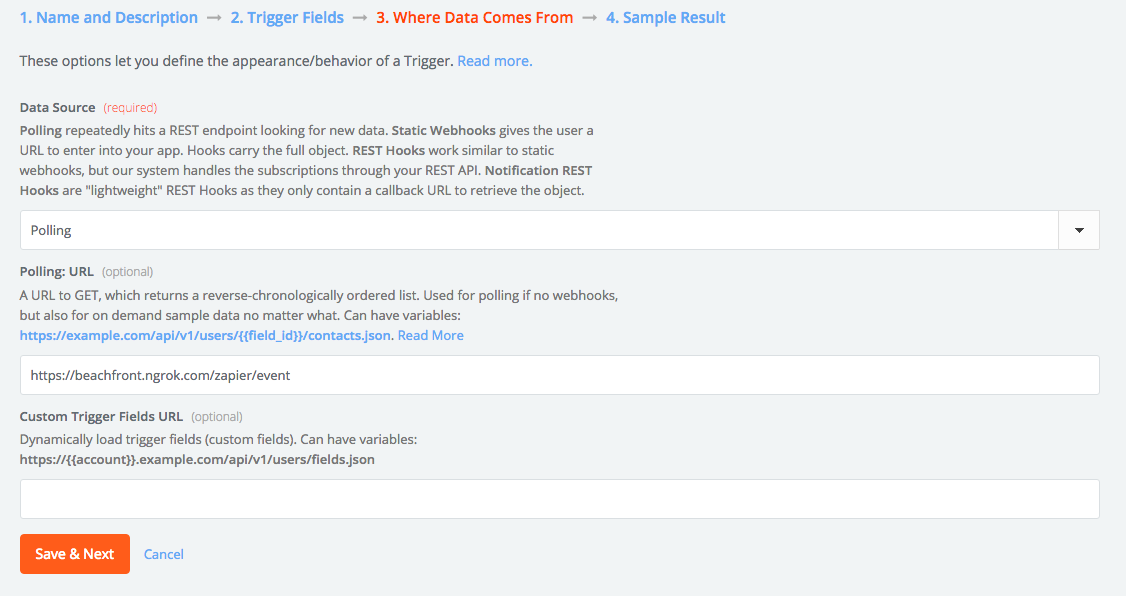 1. Name and Description → 2. Trigger Fields → 3. Where Data Comes From → 4. Sample Result
These options let you define the appearance/behavior of a Trigger. Read more.
Data Source (required)
Polling repeatedly hits a REST endpoint looking for new data. Static Webhooks gives the user a
URL to enter into your app. Hooks carry the full object. REST Hooks work similar to static
webhooks, but our system handles the subscriptions through your REST API. Notification REST
Hooks are "lightweight" REST Hooks as they only contain a callback URL to retrieve the object.
Polling
Polling: URL (optional)
A URL to GET, which returns a reverse-chronologically ordered list. Used for polling if no webhooks,
but also for on demand sample data no matter what. Can have variables:
https://example.com/api/v1/users/{{field_id}}/contacts.json. Read More
https://beachfront.ngrok.com/zapier/event
Custom Trigger Fields URL (optional)
Dynamically load trigger fields (custom fields). Can have variables:
https://{{account}}.example.com/api/v1/users/fields.json
Save & Next Cancel